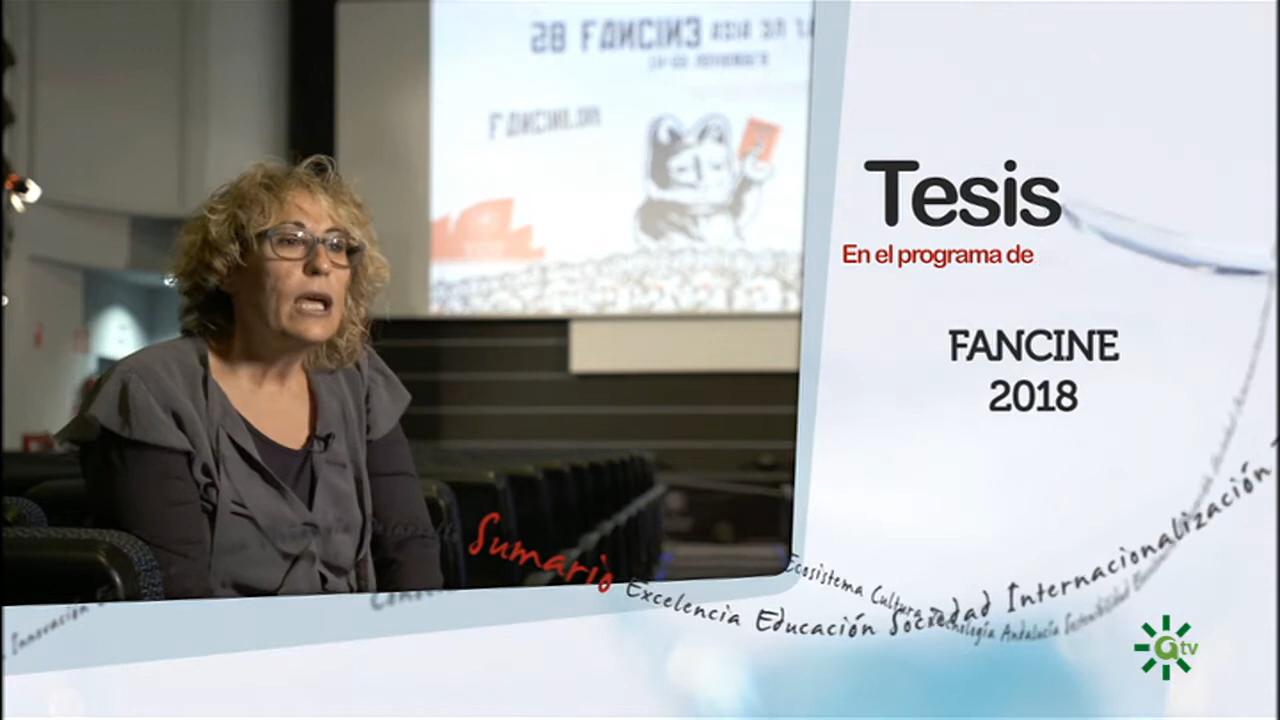 28 FANCINE
Tesis
En el programa de
FANCINE
2018
Sumario
Innovación
Excelencia Educación Sociedad Internacionalización
Ecosistema Cultura Tecnología Andalucía Sostenibilidad
tv